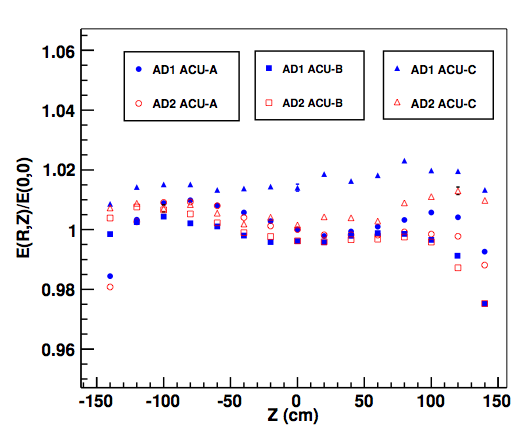 1.06
1.04
1.02
1
0.98
0.96
E(R,Z)/E(0,0)
AD1 ACU-A
AD2 ACU-A
AD1 ACU-B
AD2 ACU-B
AD1 ACU-C
AD2 ACU-C
-150 -100 -50 0 50 100 150
Z (cm)